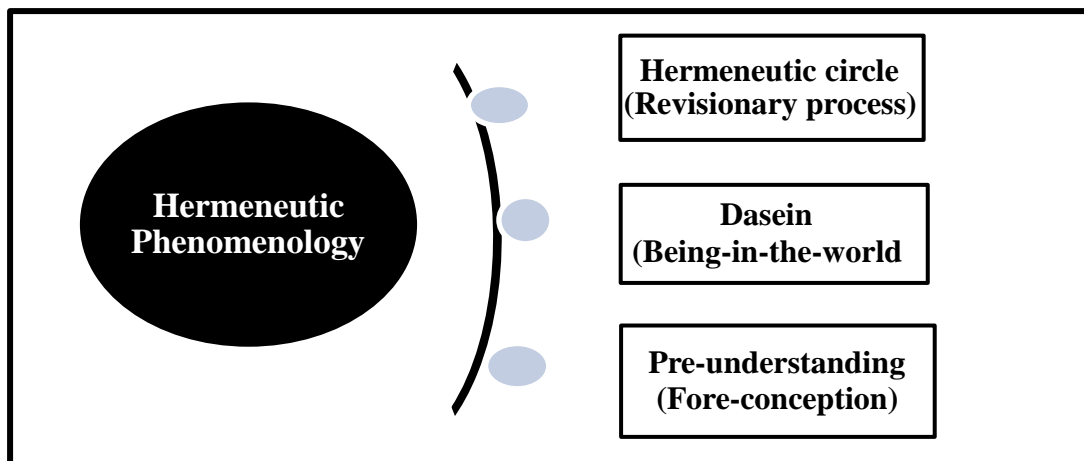 Hermeneutic
Phenomenology
Hermeneutic circle
(Revisionary process)
Dasein
(Being-in-the-world
Pre-understanding
(Fore-conception)